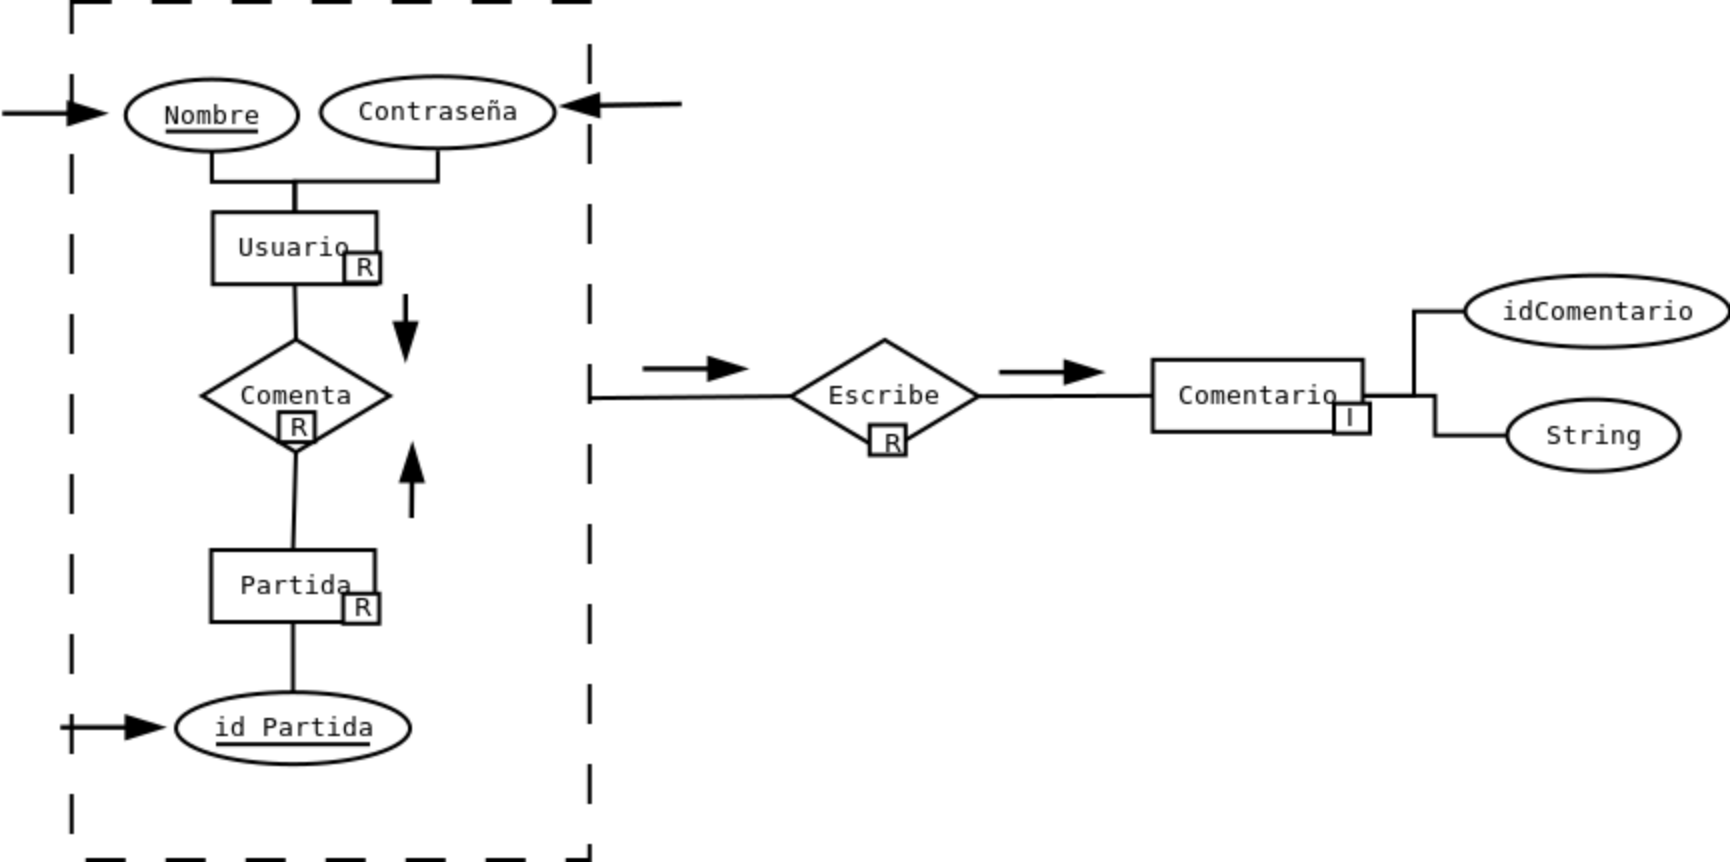 Nombre
Contraseña
Usuario
R
Comenta
R
Partida
R
id Partida
Escribe
R
Comentario
I
idComentario
String